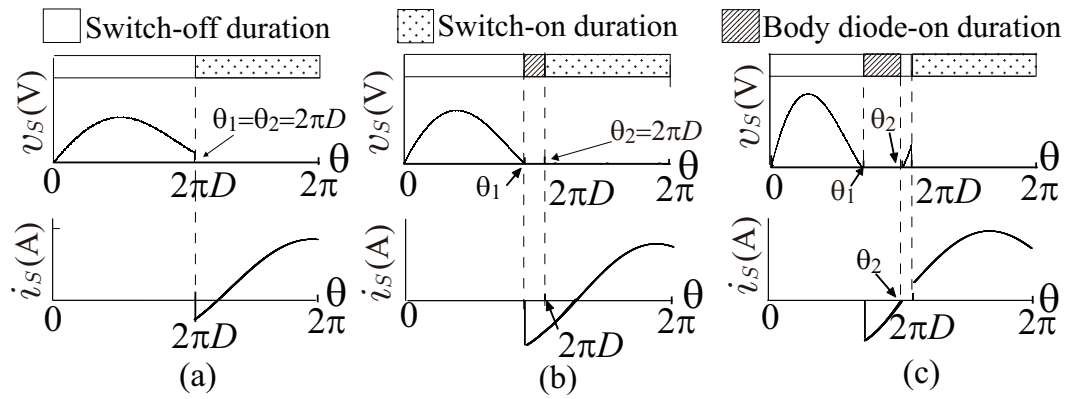 Switch-off duration
Switch-on duration
Body diode-on duration
v_S(V)
θ₁=θ₂=2πD
θ
0
2πD
2π
i_S(A)
θ
0
2πD
2π
(a)
v_S(V)
θ₂=2πD
θ
0
θ₁
2πD
2π
i_S(A)
θ
0
2πD
2π
(b)
v_S(V)
θ₂
θ
0
θ₁
2πD
2π
i_S(A)
θ₂
θ
0
2πD
2π
(c)